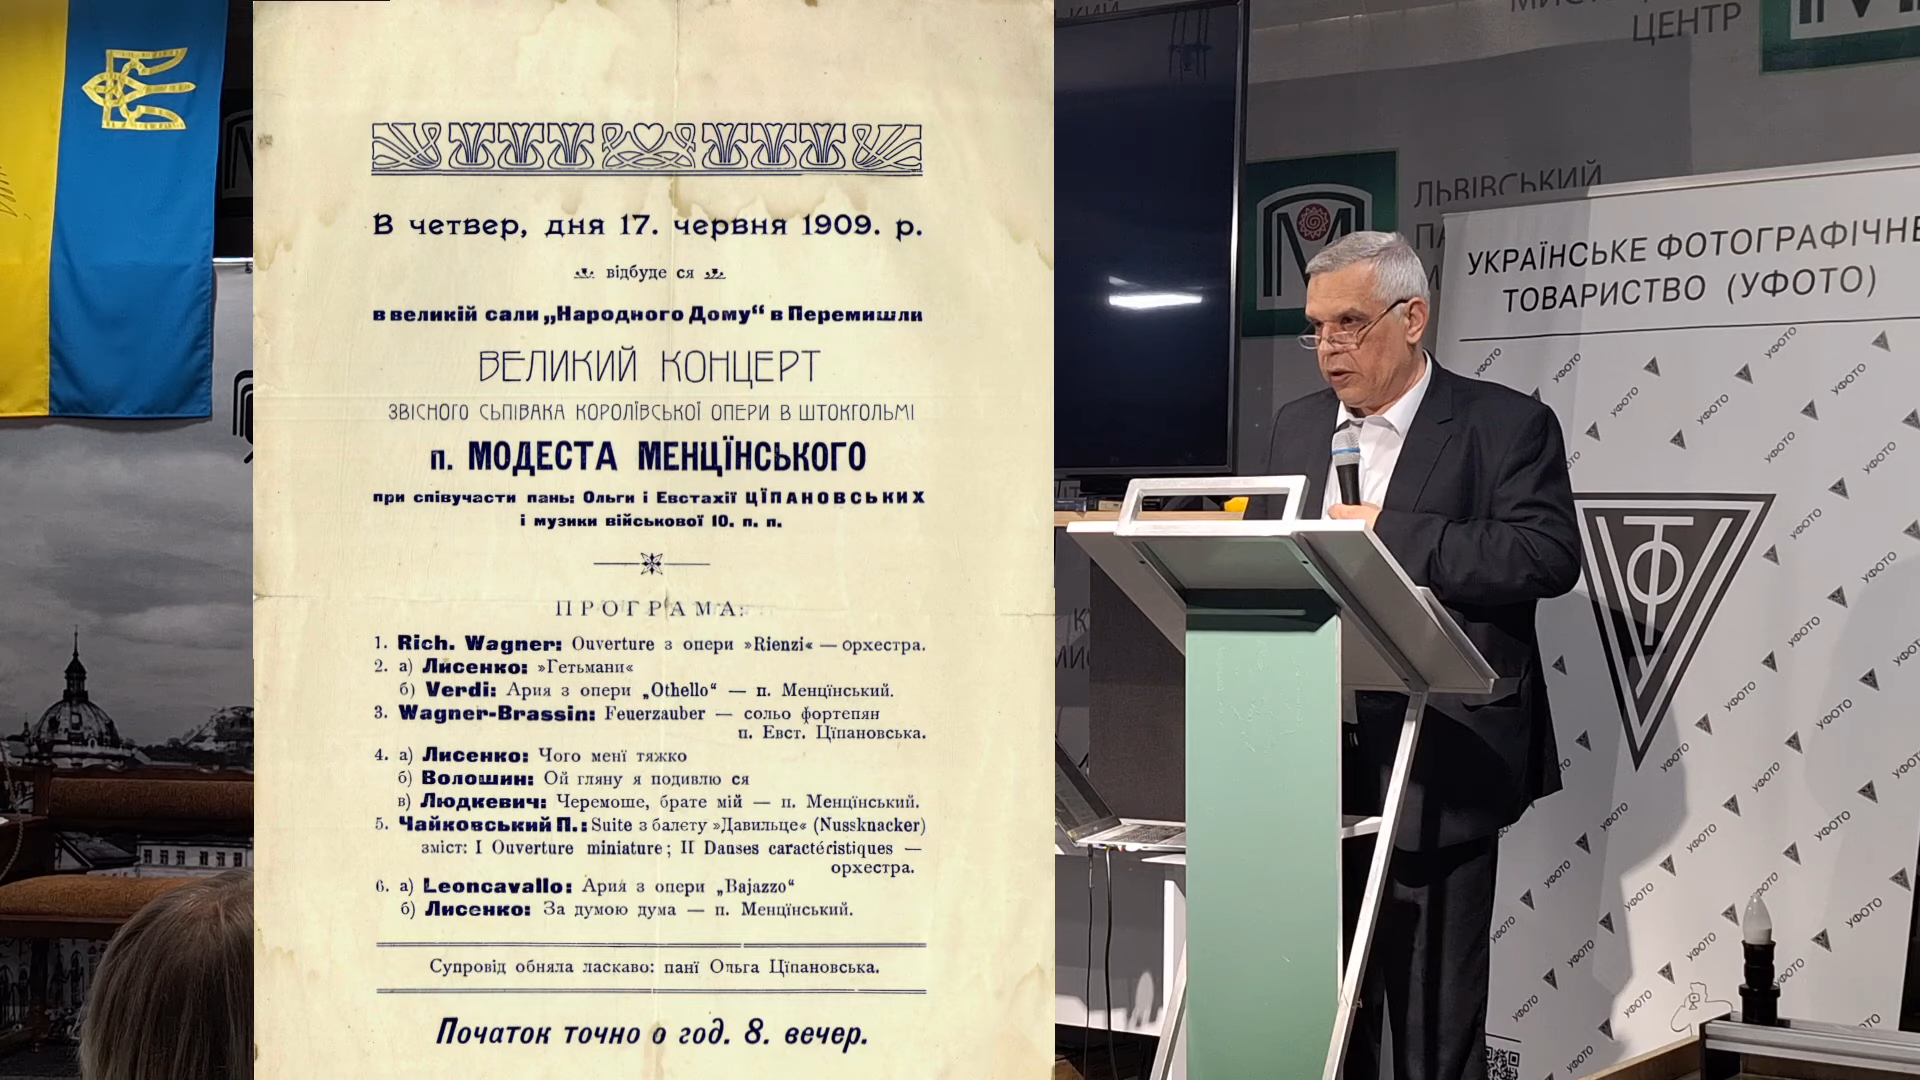 В четвер, дня 17. червня 1909. р.
відбуде ся
в великій сали „Народного Дому“ в Перемишли
ВЕЛИКИЙ КОНЦЕРТ
ЗВІСНОГО СЬПІВАКА КОРОЛЇВСЬКОЇ ОПЕРИ В ШТОКГОЛЬМІ
п. МОДЕСТА МЕНЦЇНСЬКОГО
при співучасти пань: Ольги і Евстахії ЦЇПАНОВСЬКИХ
і музики військової 10. п. п.
ПРОГРАМА:
1. Rich. Wagner: Ouverture з опери »Rienzi« — орхестра.
2. а) Лисенко: »Гетьмани«
б) Verdi: Ария з опери „Othello“ — п. Менцїнський.
3. Wagner-Brassin: Feuerzauber — сольо фортепян
п. Евст. Ціпановська.
4. а) Лисенко: Чого менї тяжко
б) Волошин: Ой гляну я подивлю ся
в) Людкевич: Черемоше, брате мій — п. Менцїнський.
5. Чайковський П.: Suite з балету »Давильце« (Nussknacker)
зміст: I Ouverture miniature; II Danses caractéristiques —
орхестра.
6. а) Leoncavallo: Ария з опери „Bajazzo“
б) Лисенко: За думою дума — п. Менцїнський.
Супровід обняла ласкаво: панї Ольга Ціпановська.
Початок точно о год. 8. вечер.
ЦЕНТР
ЛЬВІВСЬКИЙ
УКРАЇНСЬКЕ ФОТОГРАФІЧНЕ
ТОВАРИСТВО (УФОТО)
УФОТО